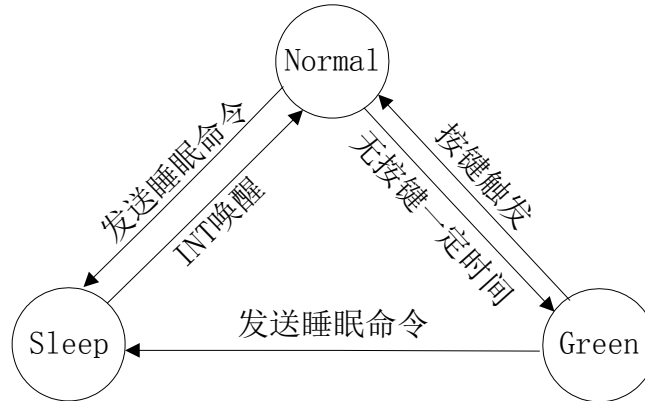 Normal
发送睡眠命令
INT唤醒
无按键一定时间
按键触发
发送睡眠命令
Sleep
Green